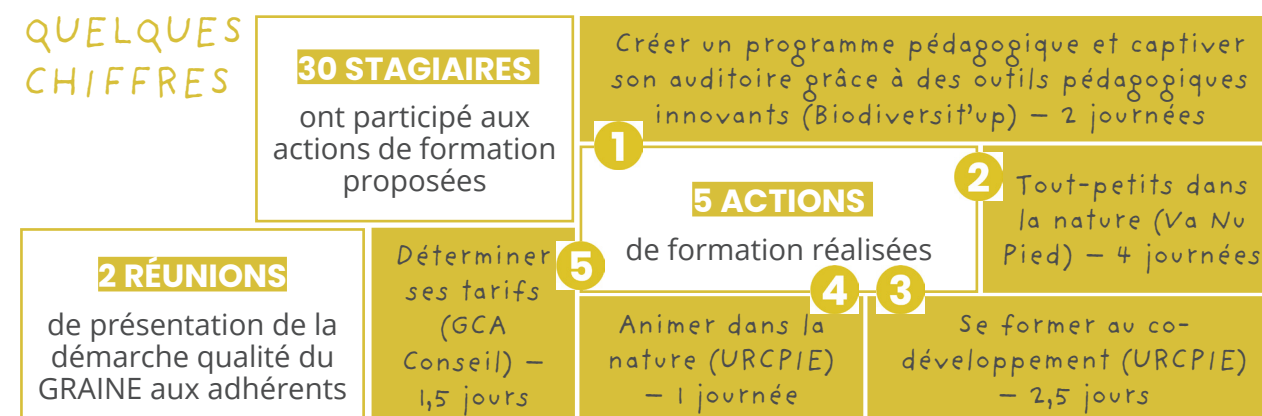 QUELQUES
CHIFFRES
30 STAGIAIRES
ont participé aux
actions de formation
proposées
Créer un programme pédagogique et captiver
son auditoire grâce à des outils pédagogiques
innovants (Biodiversit'up) – 2 journées
1
5 ACTIONS
de formation réalisées
2
Tout-petits dans
la nature (Va Nu
Pied) – 4 journées
3
Se former au co-
développement (URCPIE)
– 2,5 jours
4
Animer dans la
nature (URCPIE)
– 1 journée
5
Déterminer
ses tarifs
(GCA
Conseil) –
1,5 jours
2 RÉUNIONS
de présentation de la
démarche qualité du
GRAINE aux adhérents